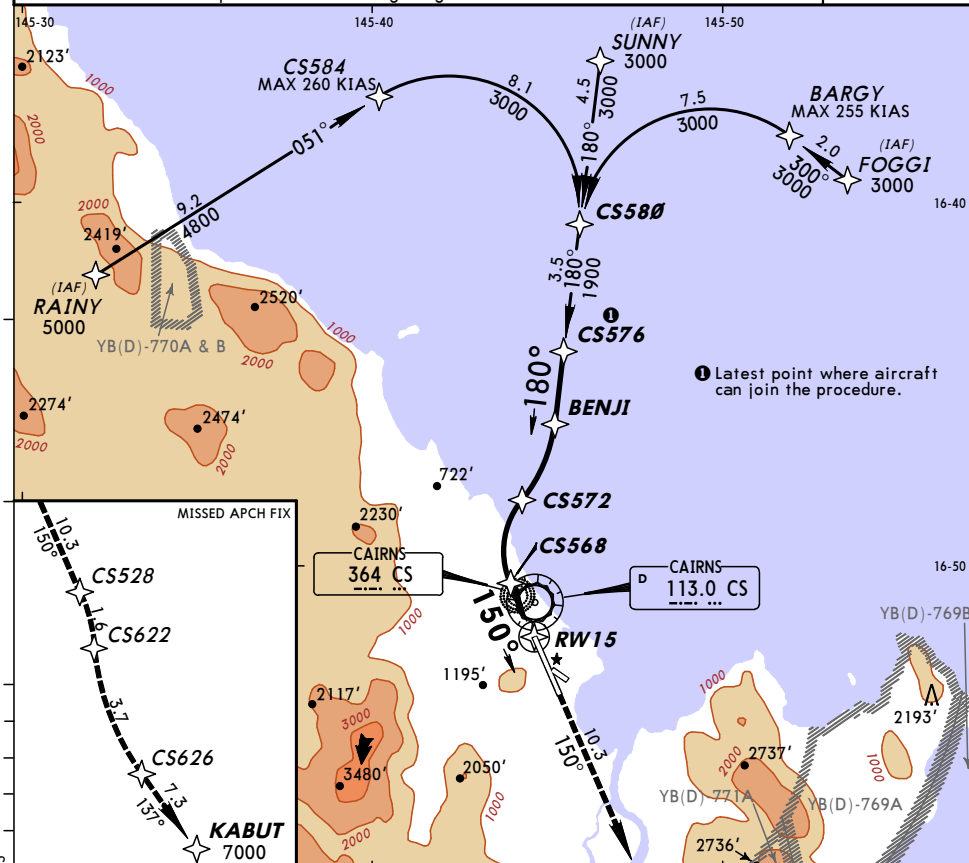 145-30
145-40
145-50
(IAF)
SUNNY
3000
2123'
1000
CS584
MAX 260 KIAS
8.1
3000
4.5
3000
180°
7.5
3000
BARGY
MAX 255 KIAS
2.0
(IAF)
FOGGI
3000
300°
3000
2000
051°
9.2
4800
2000
2419'
CS580
16-40
(IAF)
RAINY
5000
3.5
180°
1900
2520'
1000
❶
CS576
YB(D)-770A & B
2000
180°
❶ Latest point where aircraft
can join the procedure.
2274'
2000
2474'
2000
BENJI
722'
CS572
MISSED APCH FIX
2230'
CS568
10.3
150°
CAIRNS
364 CS
CAIRNS
D
113.0 CS
16-50
CS528
1.6
CS622
1000
150°
RW15
YB(D)-769B
3.7
1195'
1000
2193'
2117'
3000
CS626
10.3
150°
2737'
2000
1000
3480'
2050'
1000
7.3
137°
YB(D)-771A
YB(D)-769A
KABUT
7000
2000
2736'